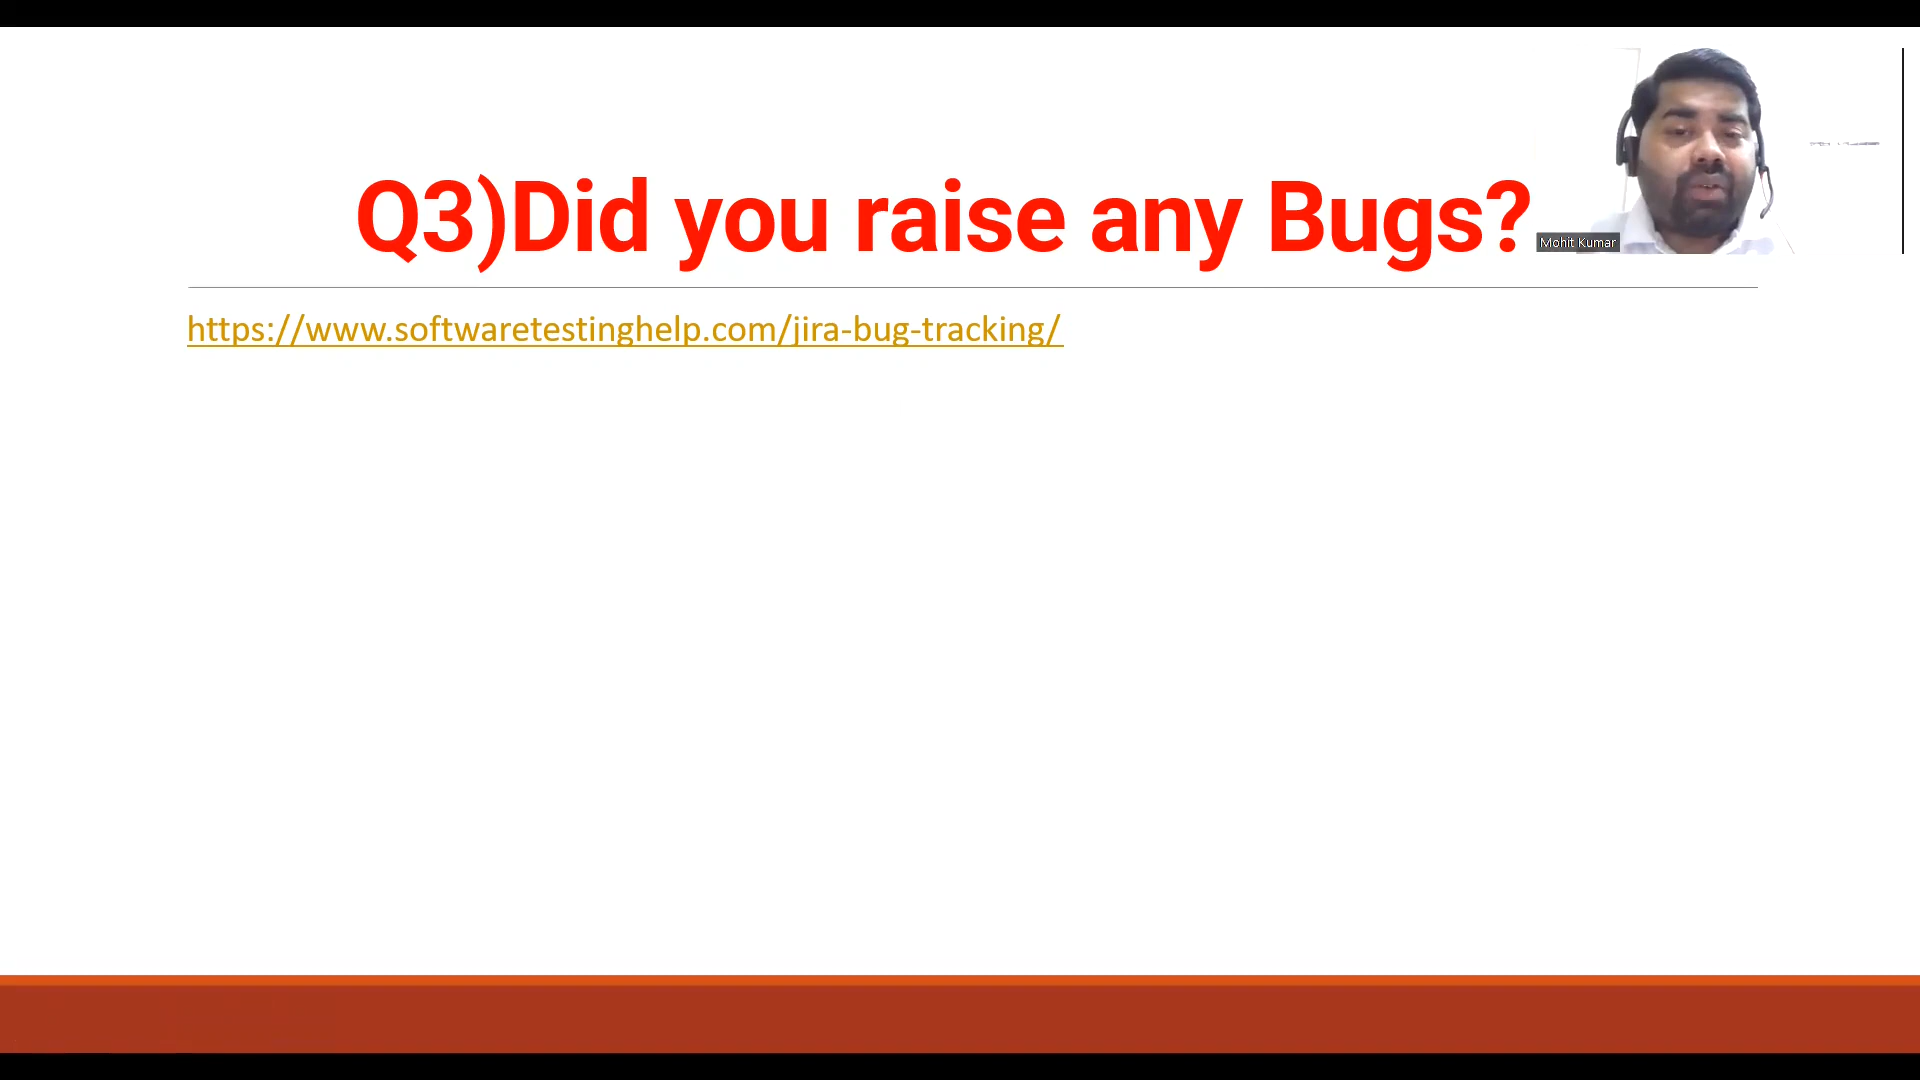 Q3)Did you raise any Bugs?
Mohit Kumar
https://www.softwaretestinghelp.com/jira-bug-tracking/